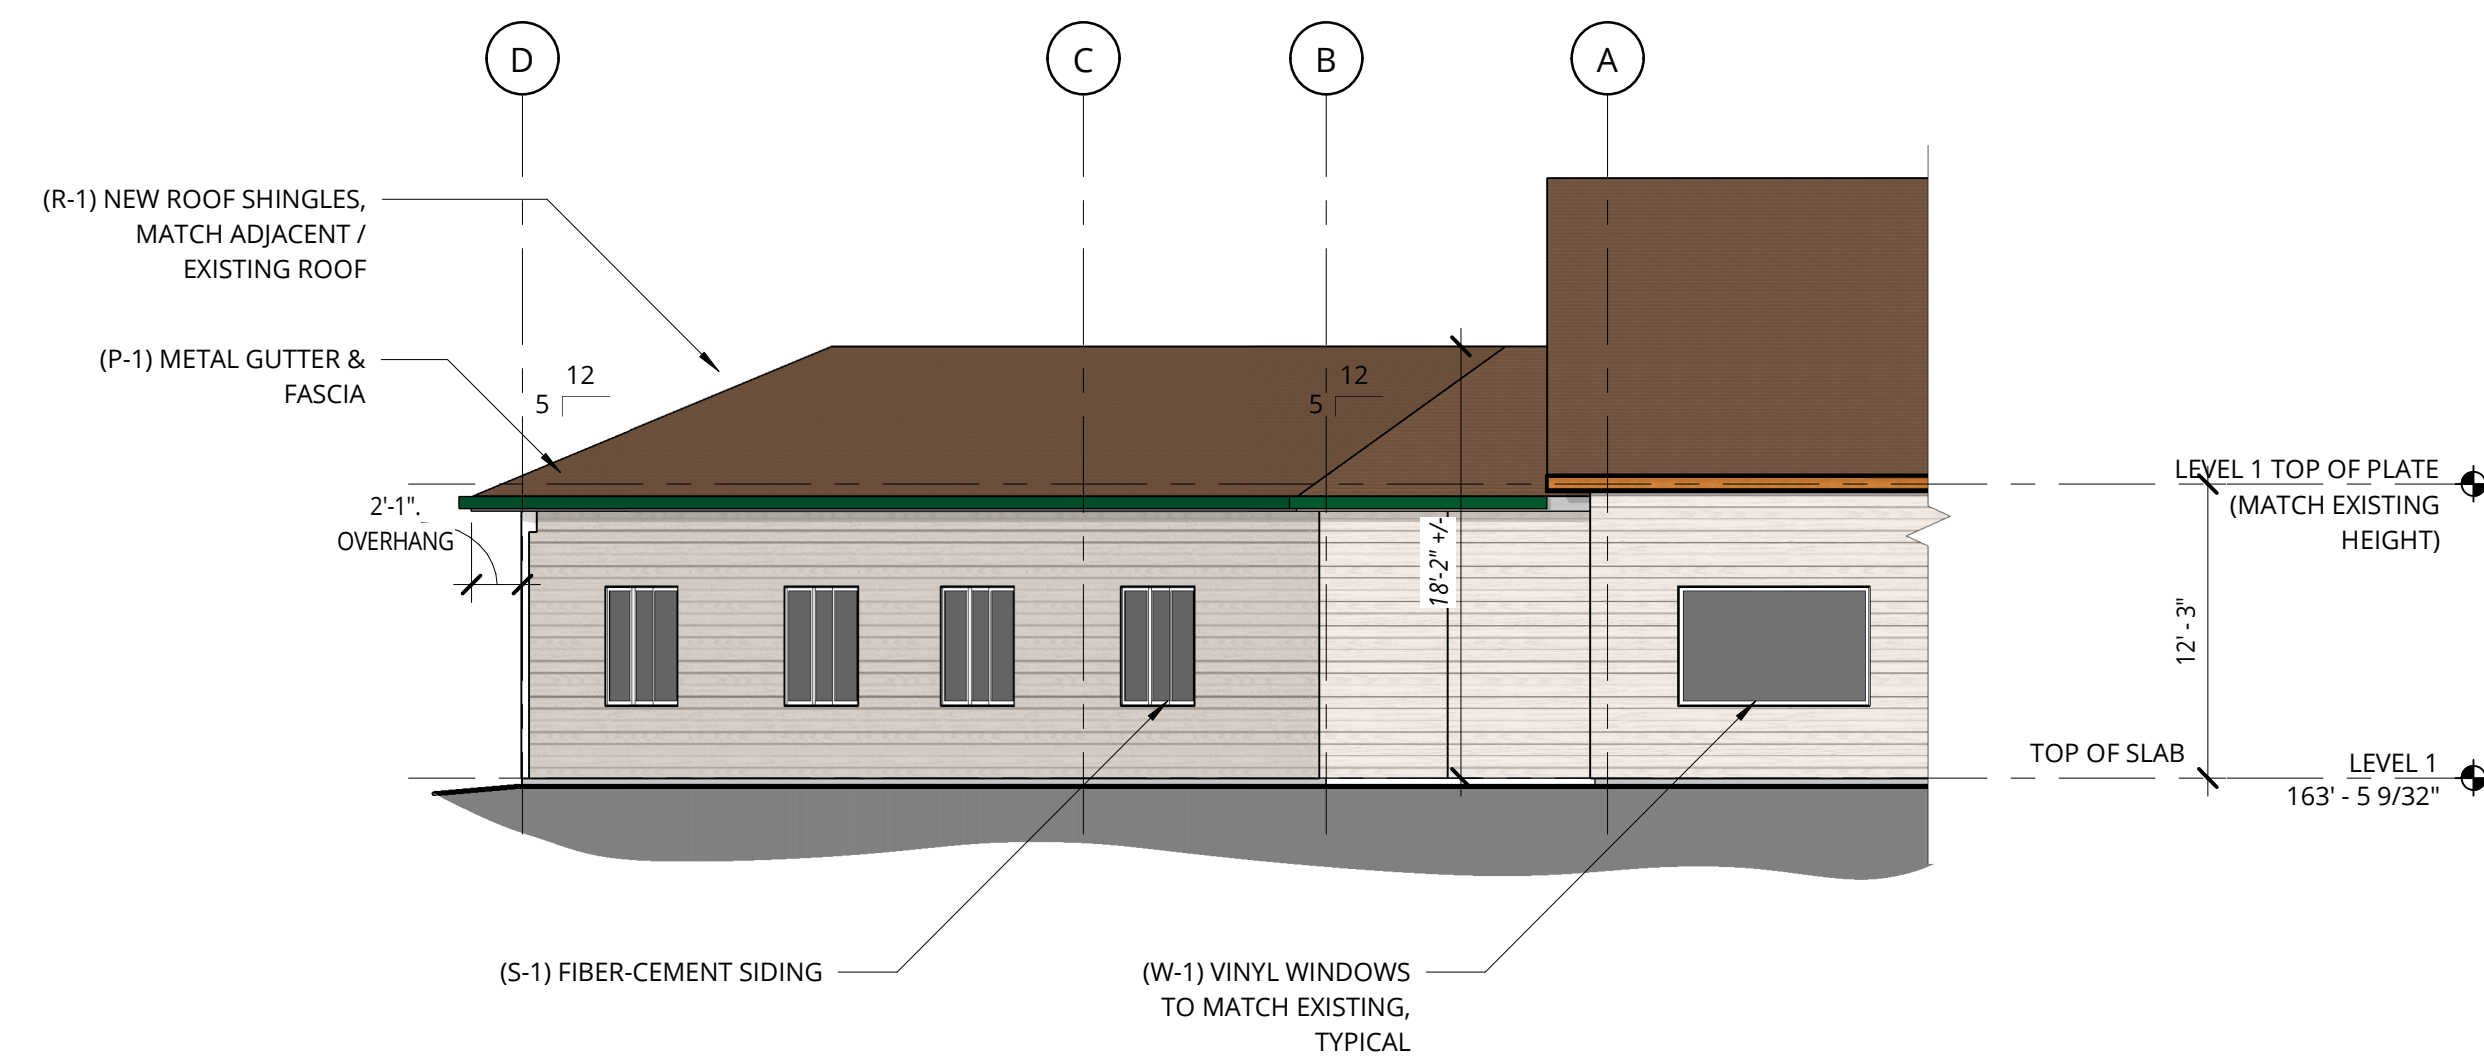 D
C
B
A
(R-1) NEW ROOF SHINGLES,
MATCH ADJACENT /
EXISTING ROOF
(P-1) METAL GUTTER &
FASCIA
12
5
12
5
2'-1".
OVERHANG
18'-2" +/-
LEVEL 1 TOP OF PLATE
(MATCH EXISTING
HEIGHT)
12' - 3"
TOP OF SLAB
LEVEL 1
163' - 5 9/32"
(S-1) FIBER-CEMENT SIDING
(W-1) VINYL WINDOWS
TO MATCH EXISTING,
TYPICAL